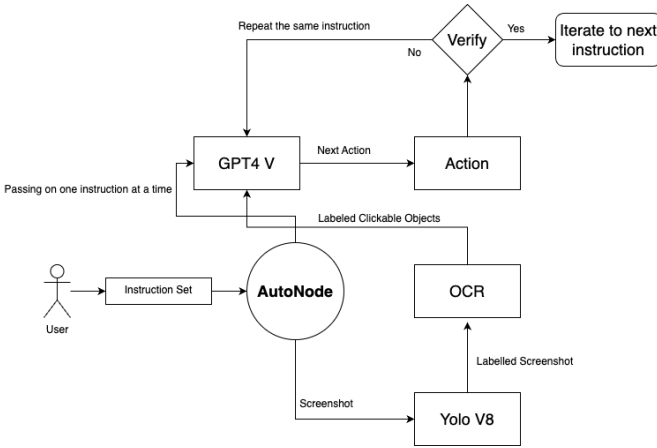 Repeat the same instruction
No
Verify
Yes
Iterate to next
instruction
GPT4 V
Next Action
Action
Passing on one instruction at a time
Labeled Clickable Objects
User
Instruction Set
AutoNode
OCR
Labelled Screenshot
Screenshot
Yolo V8